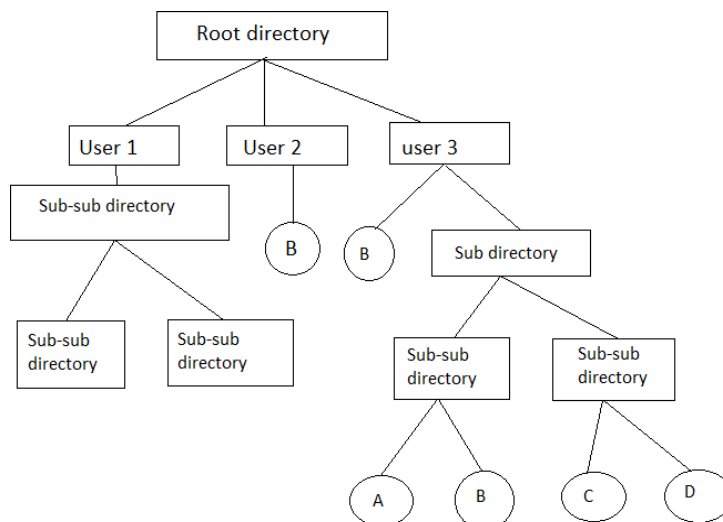 Root directory
User 1
User 2
user 3
Sub-sub directory
B
B
Sub directory
Sub-sub
directory
Sub-sub
directory
Sub-sub
directory
Sub-sub
directory
A
B
C
D